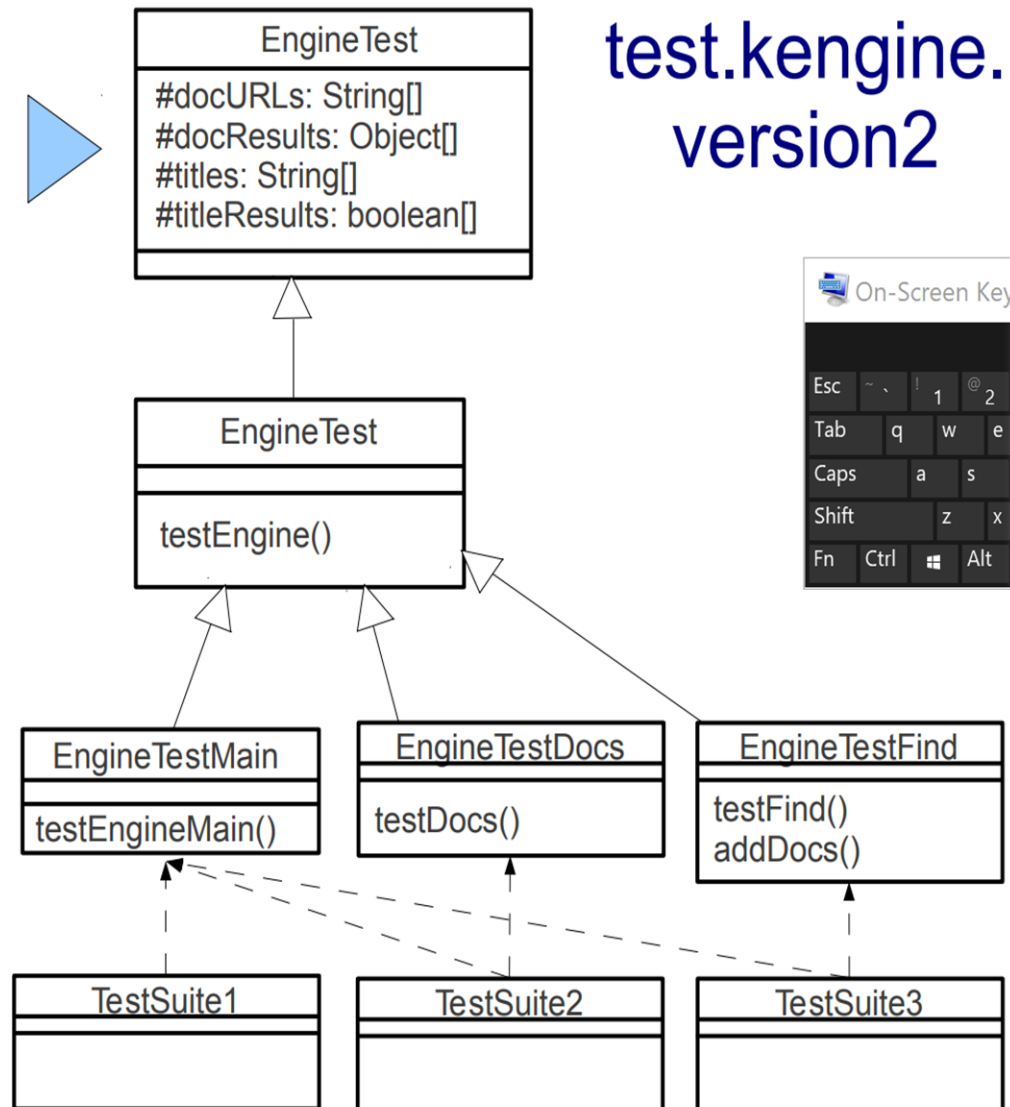 EngineTest
test.kengine.
version2
#docURLs: String[]
#docResults: Object[]
#titles: String[]
#titleResults: boolean[]
On-Screen Key
Esc ~ ` ! 1 @ 2
Tab q w e
Caps a s
Shift z x
Fn Ctrl Alt
EngineTest
testEngine()
EngineTestMain
testEngineMain()
EngineTestDocs
testDocs()
EngineTestFind
testFind()
addDocs()
TestSuite1
TestSuite2
TestSuite3